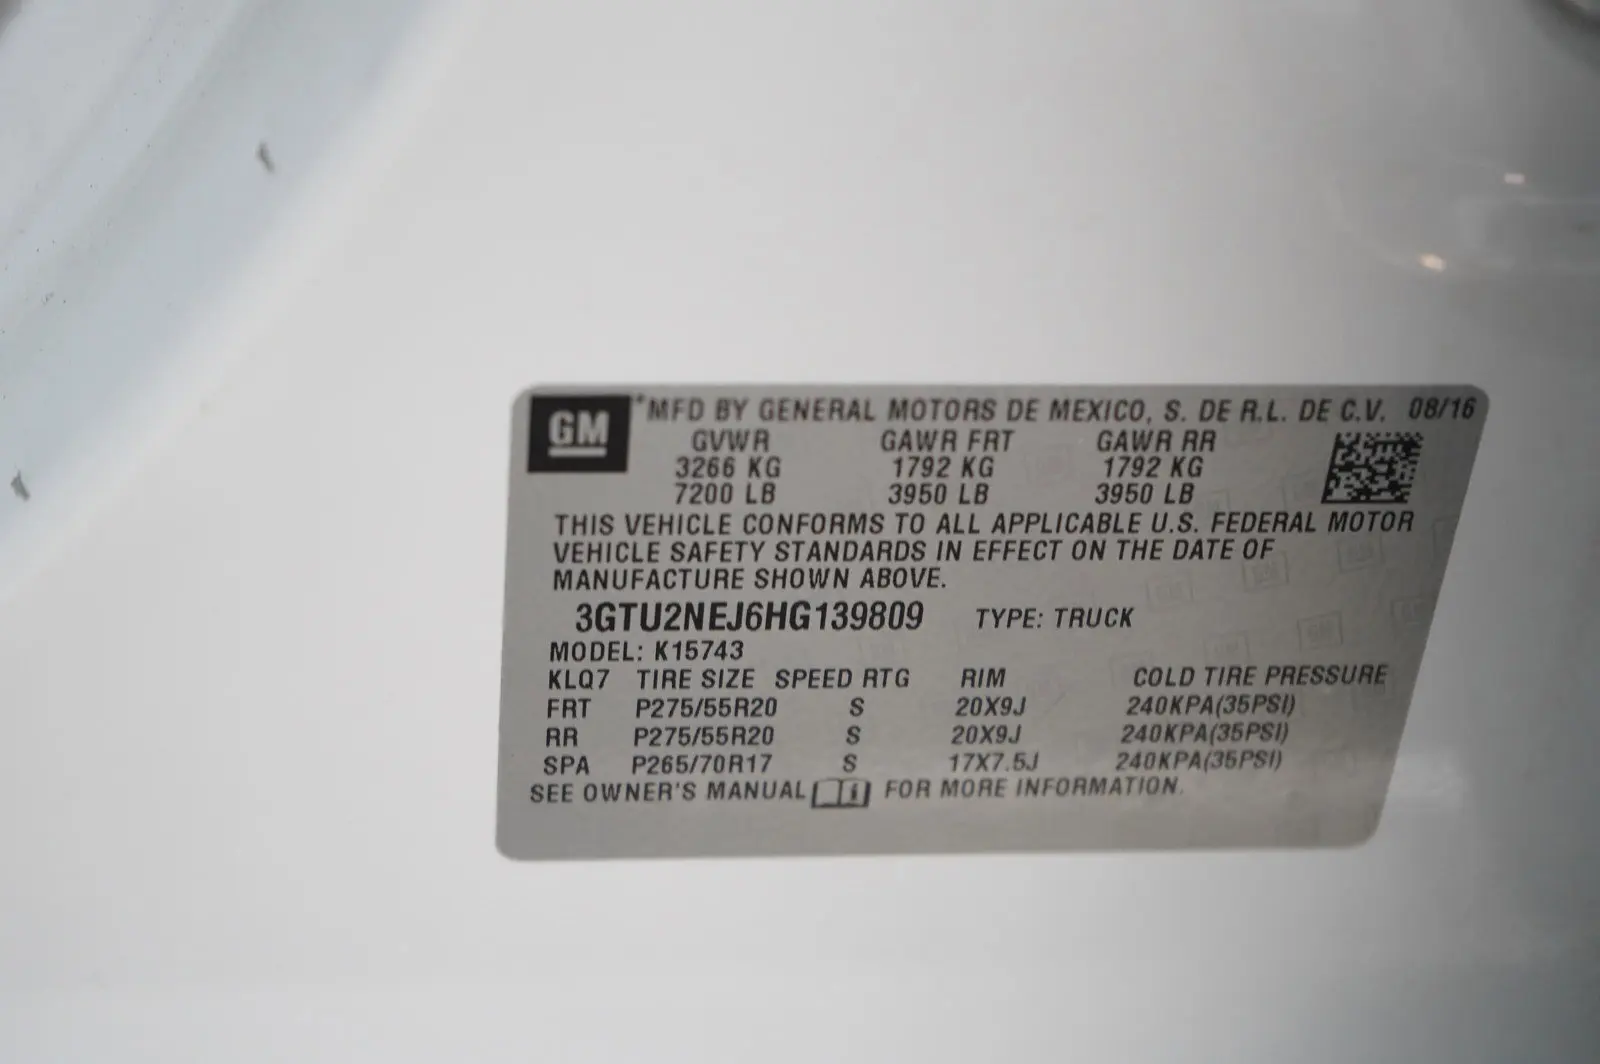 GM
*MFD BY GENERAL MOTORS DE MEXICO, S. DE R.L. DE C.V. 08/16
GVWR GAWR FRT GAWR RR
3266 KG 1792 KG 1792 KG
7200 LB 3950 LB 3950 LB
THIS VEHICLE CONFORMS TO ALL APPLICABLE U.S. FEDERAL MOTOR
VEHICLE SAFETY STANDARDS IN EFFECT ON THE DATE OF
MANUFACTURE SHOWN ABOVE.
3GTU2NEJ6HG139809 TYPE: TRUCK
MODEL: K15743
KLQ7 TIRE SIZE SPEED RTG RIM COLD TIRE PRESSURE
FRT P275/55R20 S 20X9J 240KPA(35PSI)
RR P275/55R20 S 20X9J 240KPA(35PSI)
SPA P265/70R17 S 17X7.5J 240KPA(35PSI)
SEE OWNER'S MANUAL FOR MORE INFORMATION.